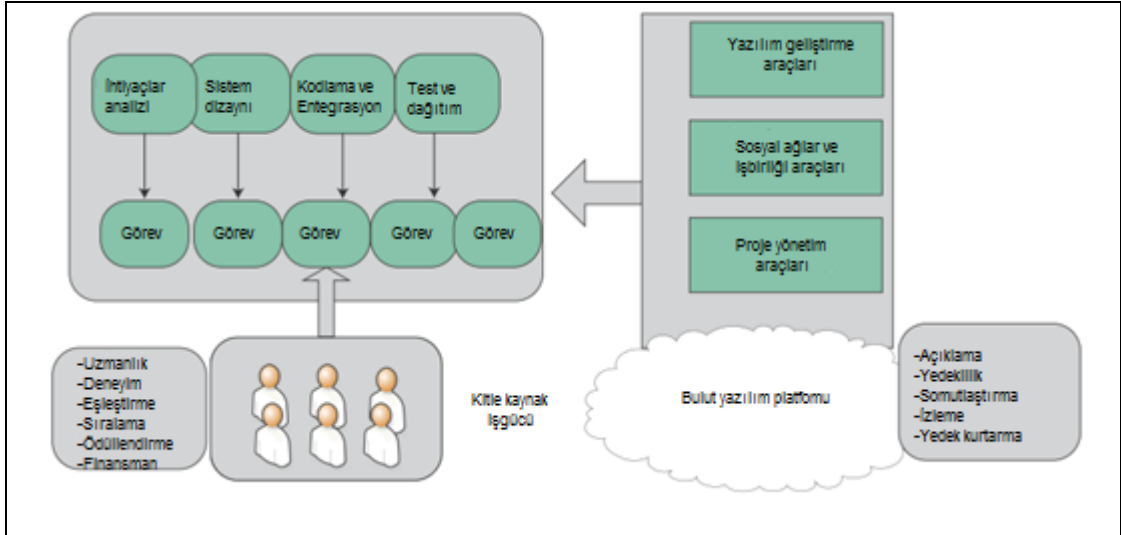 İhtiyaçlar
analizi
Sistem
dizaynı
Kodlama ve
Entegrasyon
Test ve
dağıtım
Görev
Görev
Görev
Görev
Görev
Yazılım geliştirme
araçları
Sosyal ağlar ve
işbirliği araçları
Proje yönetim
araçları
-Uzmanlık
-Deneyim
-Eşleştirme
-Sıralama
-Ödüllendirme
-Finansman
Kitle kaynak
işgücü
Bulut yazılım platfomu
-Açıklama
-Yedeklilik
-Somutlaştırma
-İzleme
-Yedek kurtarma